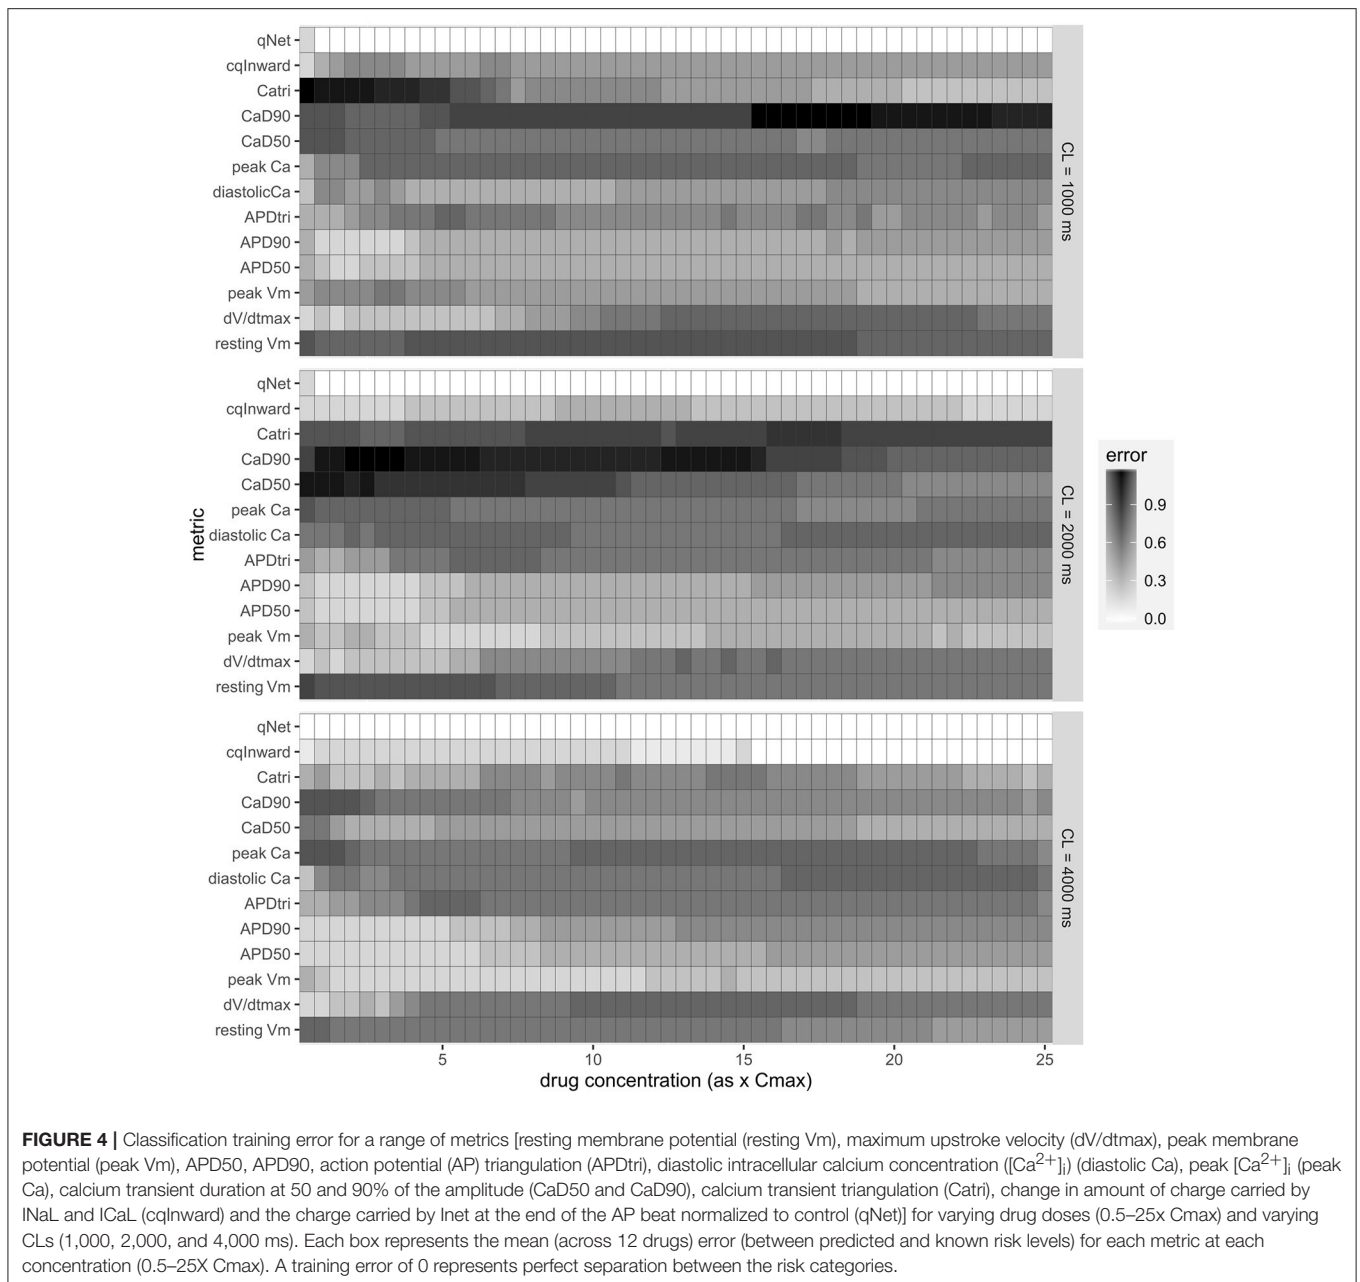 qNet
cqInward
Catri
CaD90
CaD50
peak Ca
diastolicCa
APDtri
APD90
APD50
peak Vm
dV/dtmax
resting Vm
CL = 1000 ms
qNet
cqInward
Catri
CaD90
CaD50
peak Ca
diastolic Ca
APDtri
APD90
APD50
peak Vm
dV/dtmax
resting Vm
CL = 2000 ms
metric
qNet
cqInward
Catri
CaD90
CaD50
peak Ca
diastolic Ca
APDtri
APD90
APD50
peak Vm
dV/dtmax
resting Vm
CL = 4000 ms
5 10 15 20 25
drug concentration (as x Cmax)
error
0.9
0.6
0.3
0.0
FIGURE 4 | Classification training error for a range of metrics [resting membrane potential (resting Vm), maximum upstroke velocity (dV/dtmax), peak membrane
potential (peak Vm), APD50, APD90, action potential (AP) triangulation (APDtri), diastolic intracellular calcium concentration ([Ca2+]i) (diastolic Ca), peak [Ca2+]i (peak
Ca), calcium transient duration at 50 and 90% of the amplitude (CaD50 and CaD90), calcium transient triangulation (Catri), change in amount of charge carried by
INaL and ICaL (cqInward) and the charge carried by Inet at the end of the AP beat normalized to control (qNet)] for varying drug doses (0.5–25x Cmax) and varying
CLs (1,000, 2,000, and 4,000 ms). Each box represents the mean (across 12 drugs) error (between predicted and known risk levels) for each metric at each
concentration (0.5–25X Cmax). A training error of 0 represents perfect separation between the risk categories.